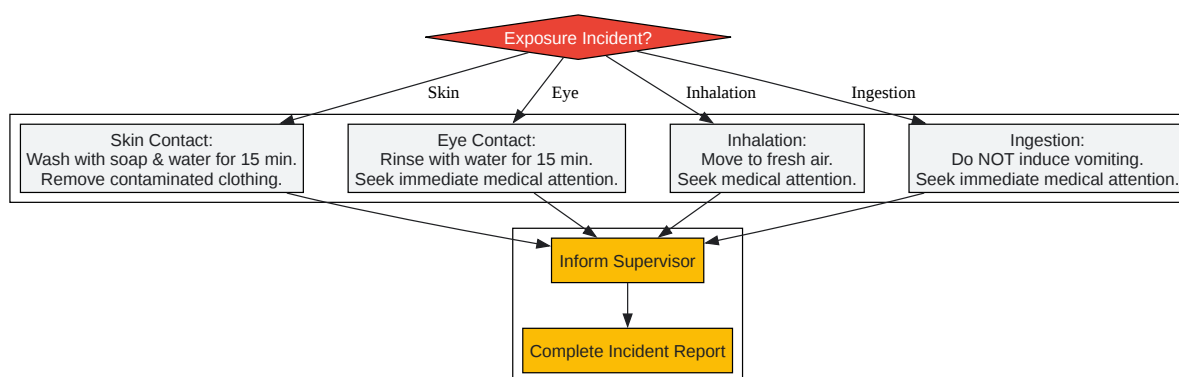 Exposure Incident?
Skin
Eye
Inhalation
Ingestion
Skin Contact:
Wash with soap & water for 15 min.
Remove contaminated clothing.
Eye Contact:
Rinse with water for 15 min.
Seek immediate medical attention.
Inhalation:
Move to fresh air.
Seek medical attention.
Ingestion:
Do NOT induce vomiting.
Seek immediate medical attention.
Inform Supervisor
Complete Incident Report